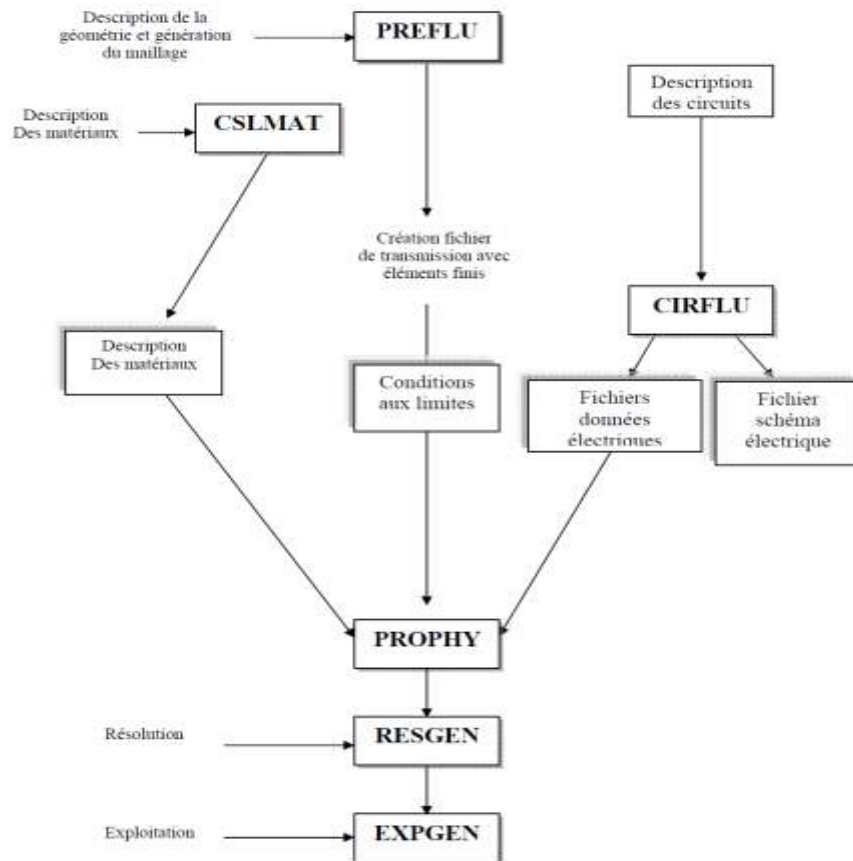 Description de la
géométrie et génération
du maillage
PREFLU
Description
des circuits
Description
Des matériaux
CSLMAT
Création fichier
de transmission avec
éléments finis
CIRFLU
Description
Des matériaux
Conditions
aux limites
Fichiers
données
électriques
Fichier
schéma
électrique
PROPHY
Résolution
RESGEN
Exploitation
EXPGEN